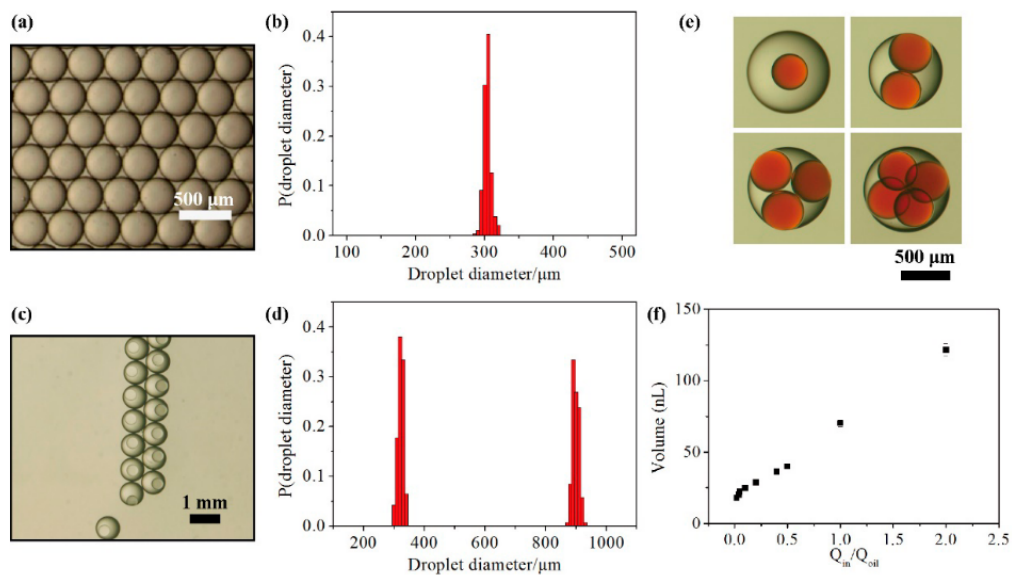 (a)
500 μm
(b)
P(droplet diameter)
0.4
0.3
0.2
0.1
0.0
100 200 300 400 500
Droplet diameter/μm
(e)
500 μm
(c)
1 mm
(d)
P(droplet diameter)
0.4
0.3
0.2
0.1
0.0
200 400 600 800 1000
Droplet diameter/μm
(f)
Volume (nL)
150
100
50
0
0.0 0.5 1.0 1.5 2.0 2.5
Q_in/Q_oil